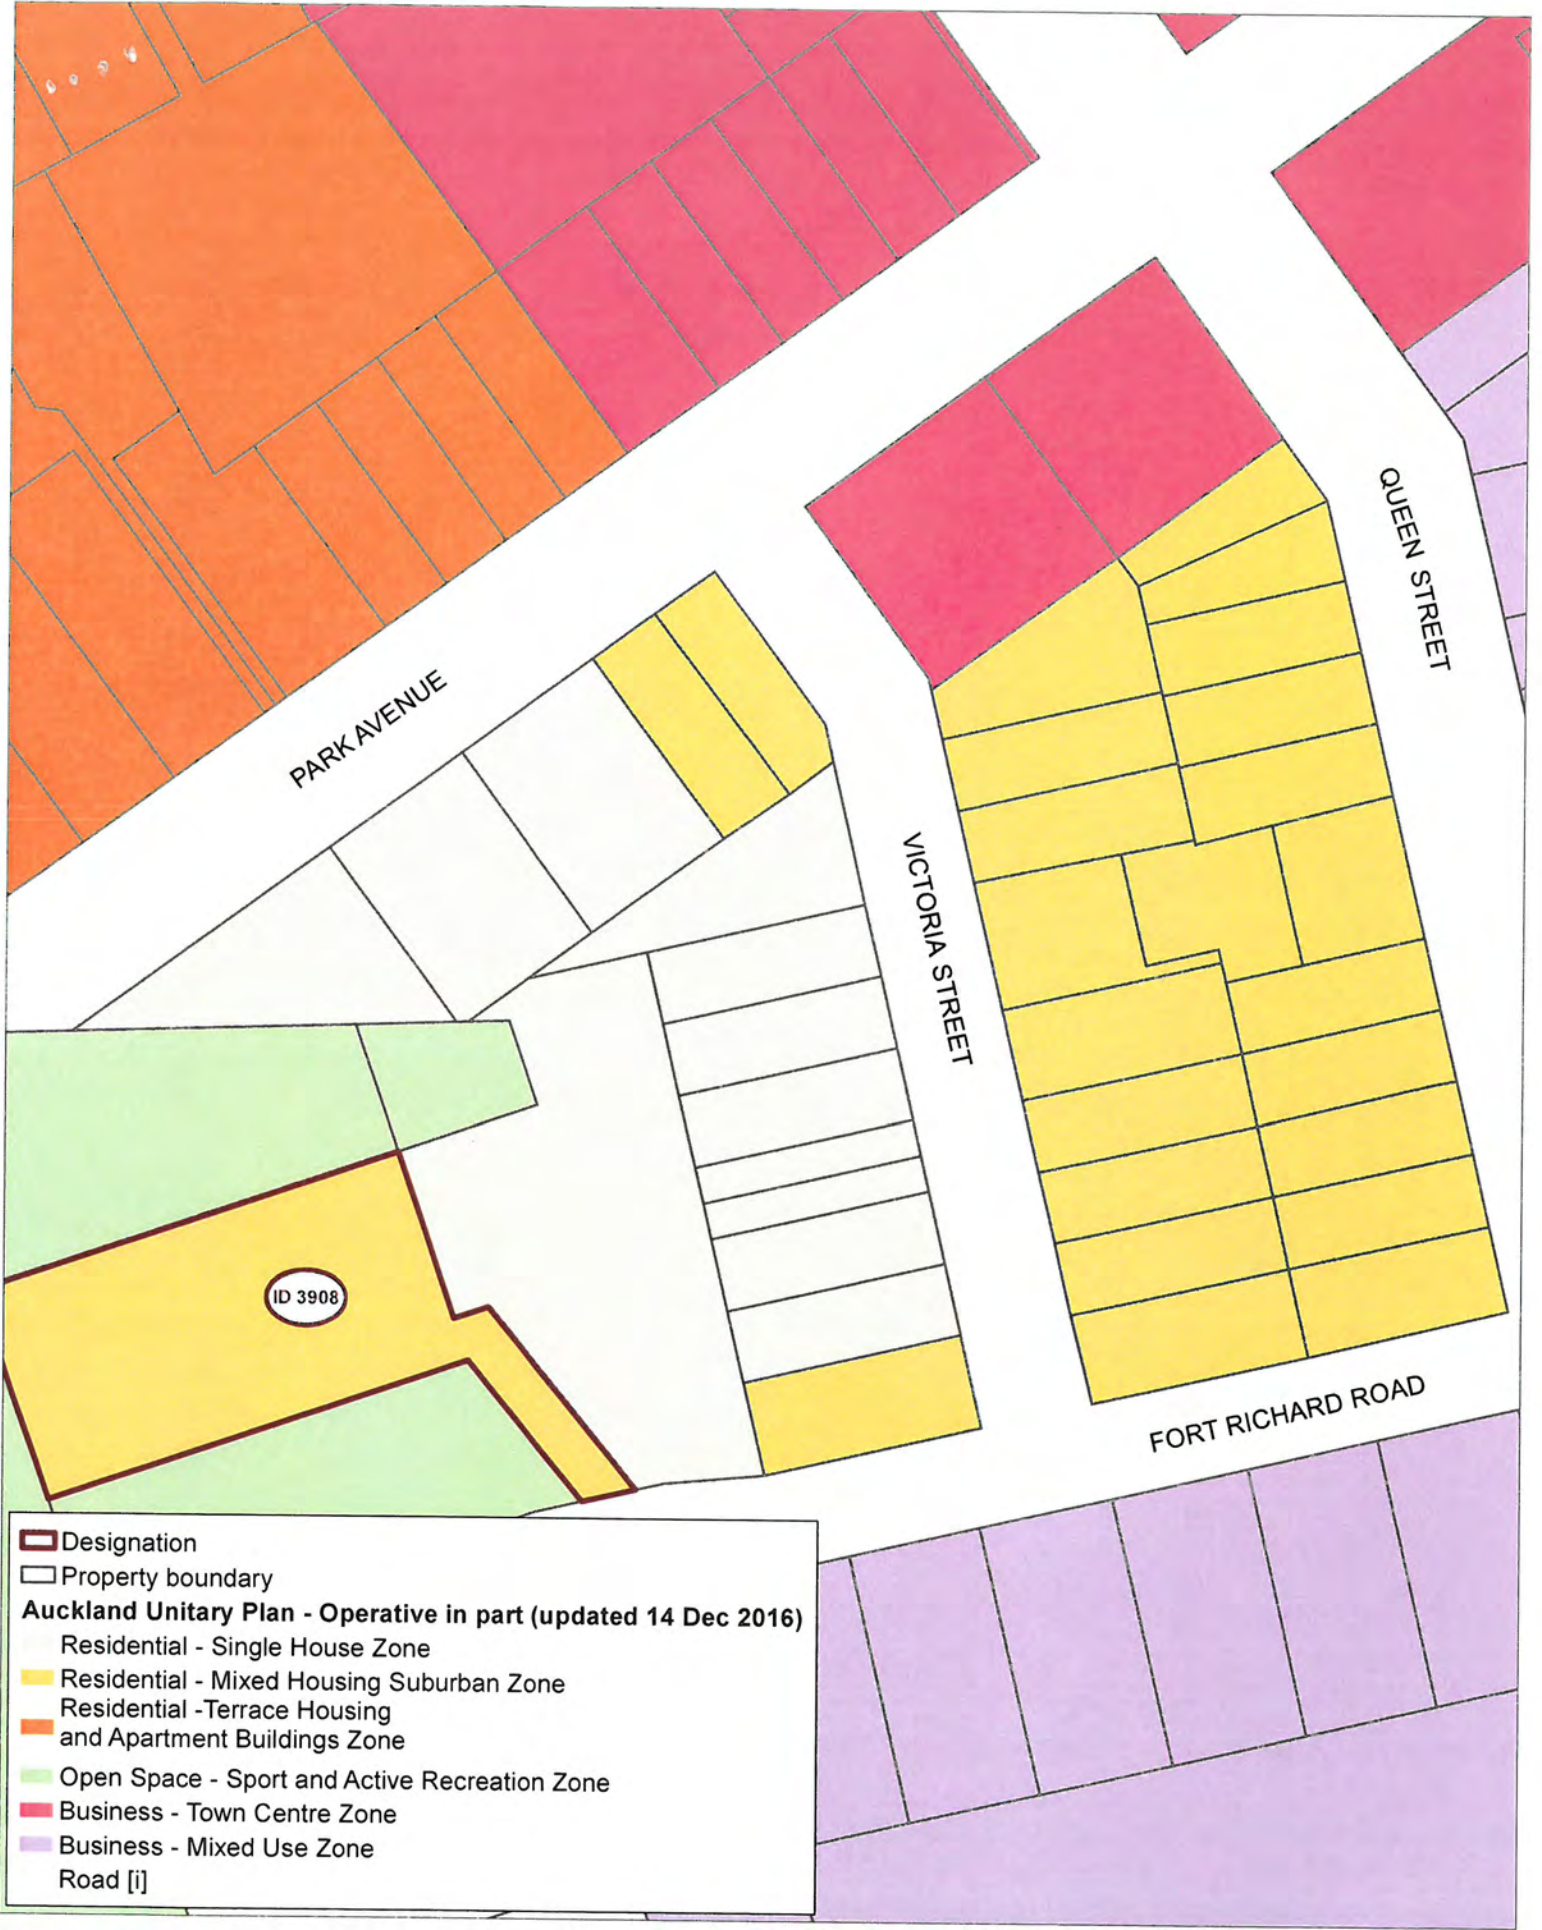 QUEEN STREET
PARK AVENUE
VICTORIA STREET
ID 3908
FORT RICHARD ROAD
Designation
Property boundary
Auckland Unitary Plan - Operative in part (updated 14 Dec 2016)
Residential - Single House Zone
Residential - Mixed Housing Suburban Zone
Residential -Terrace Housing
and Apartment Buildings Zone
Open Space - Sport and Active Recreation Zone
Business - Town Centre Zone
Business - Mixed Use Zone
Road [i]